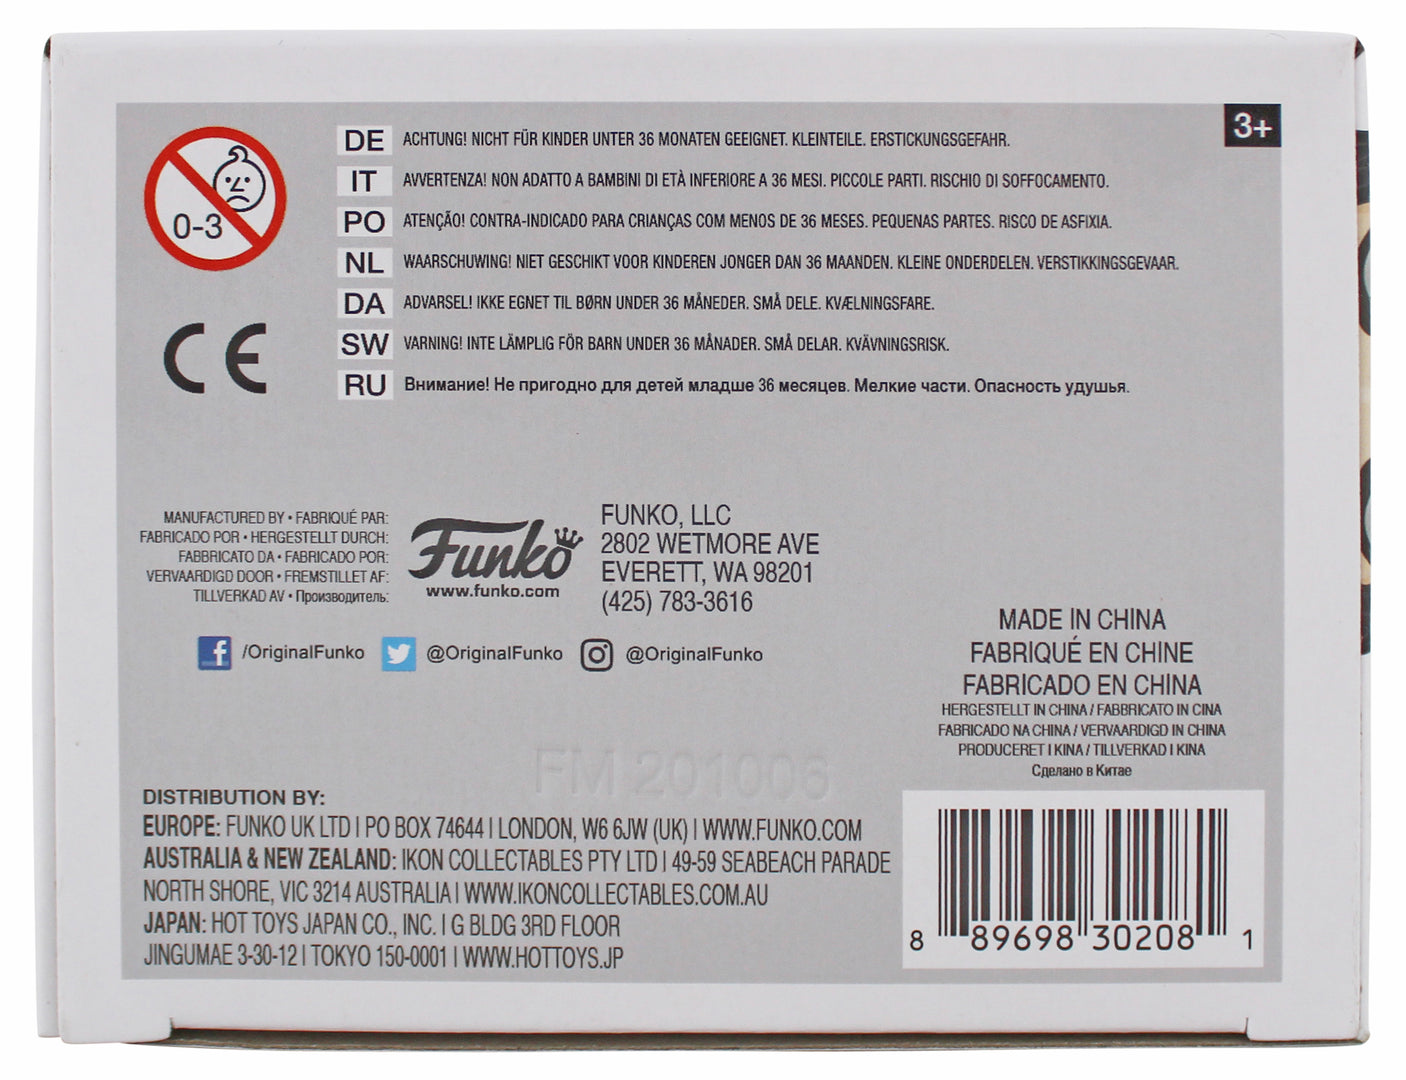 3+
0-3
CE
DE ACHTUNG! NICHT FÜR KINDER UNTER 36 MONATEN GEEIGNET. KLEINTEILE. ERSTICKUNGSGEFAHR.
IT AVVERTENZA! NON ADATTO A BAMBINI DI ETÀ INFERIORE A 36 MESI. PICCOLE PARTI. RISCHIO DI SOFFOCAMENTO.
PO ATENÇÃO! CONTRA-INDICADO PARA CRIANÇAS COM MENOS DE 36 MESES. PEQUENAS PARTES. RISCO DE ASFIXIA.
NL WAARSCHUWING! NIET GESCHIKT VOOR KINDEREN JONGER DAN 36 MAANDEN. KLEINE ONDERDELEN. VERSTIKKINGSGEVAAR.
DA ADVARSEL! IKKE EGNET TIL BØRN UNDER 36 MÅNEDER. SMÅ DELE. KVÆLNINGSFARE.
SW VARNING! INTE LÄMPLIG FÖR BARN UNDER 36 MÅNADER. SMÅ DELAR. KVÄVNINGSRISK.
RU Внимание! Не пригодно для детей младше 36 месяцев. Мелкие части. Опасность удушья.
MANUFACTURED BY • FABRIQUÉ PAR:
FABRICADO POR • HERGESTELLT DURCH:
FABBRICATO DA • FABRICADO POR:
VERVAARDIGD DOOR • FREMSTILLET AF:
TILLVERKAD AV • Производитель:
Funko
www.funko.com
FUNKO, LLC
2802 WETMORE AVE
EVERETT, WA 98201
(425) 783-3616
/OriginalFunko @OriginalFunko @OriginalFunko
MADE IN CHINA
FABRIQUÉ EN CHINE
FABRICADO EN CHINA
HERGESTELLT IN CHINA / FABBRICATO IN CINA
FABRICADO NA CHINA / VERVAARDIGD IN CHINA
PRODUCERET I KINA / TILLVERKAD I KINA
Сделано в Китае
FM 201006
DISTRIBUTION BY:
EUROPE: FUNKO UK LTD | PO BOX 74644 | LONDON, W6 6JW (UK) | WWW.FUNKO.COM
AUSTRALIA & NEW ZEALAND: IKON COLLECTABLES PTY LTD | 49-59 SEABEACH PARADE
NORTH SHORE, VIC 3214 AUSTRALIA | WWW.IKONCOLLECTABLES.COM.AU
JAPAN: HOT TOYS JAPAN CO., INC. | G BLDG 3RD FLOOR
JINGUMAE 3-30-12 | TOKYO 150-0001 | WWW.HOTTOYS.JP
8 89698 30208 1